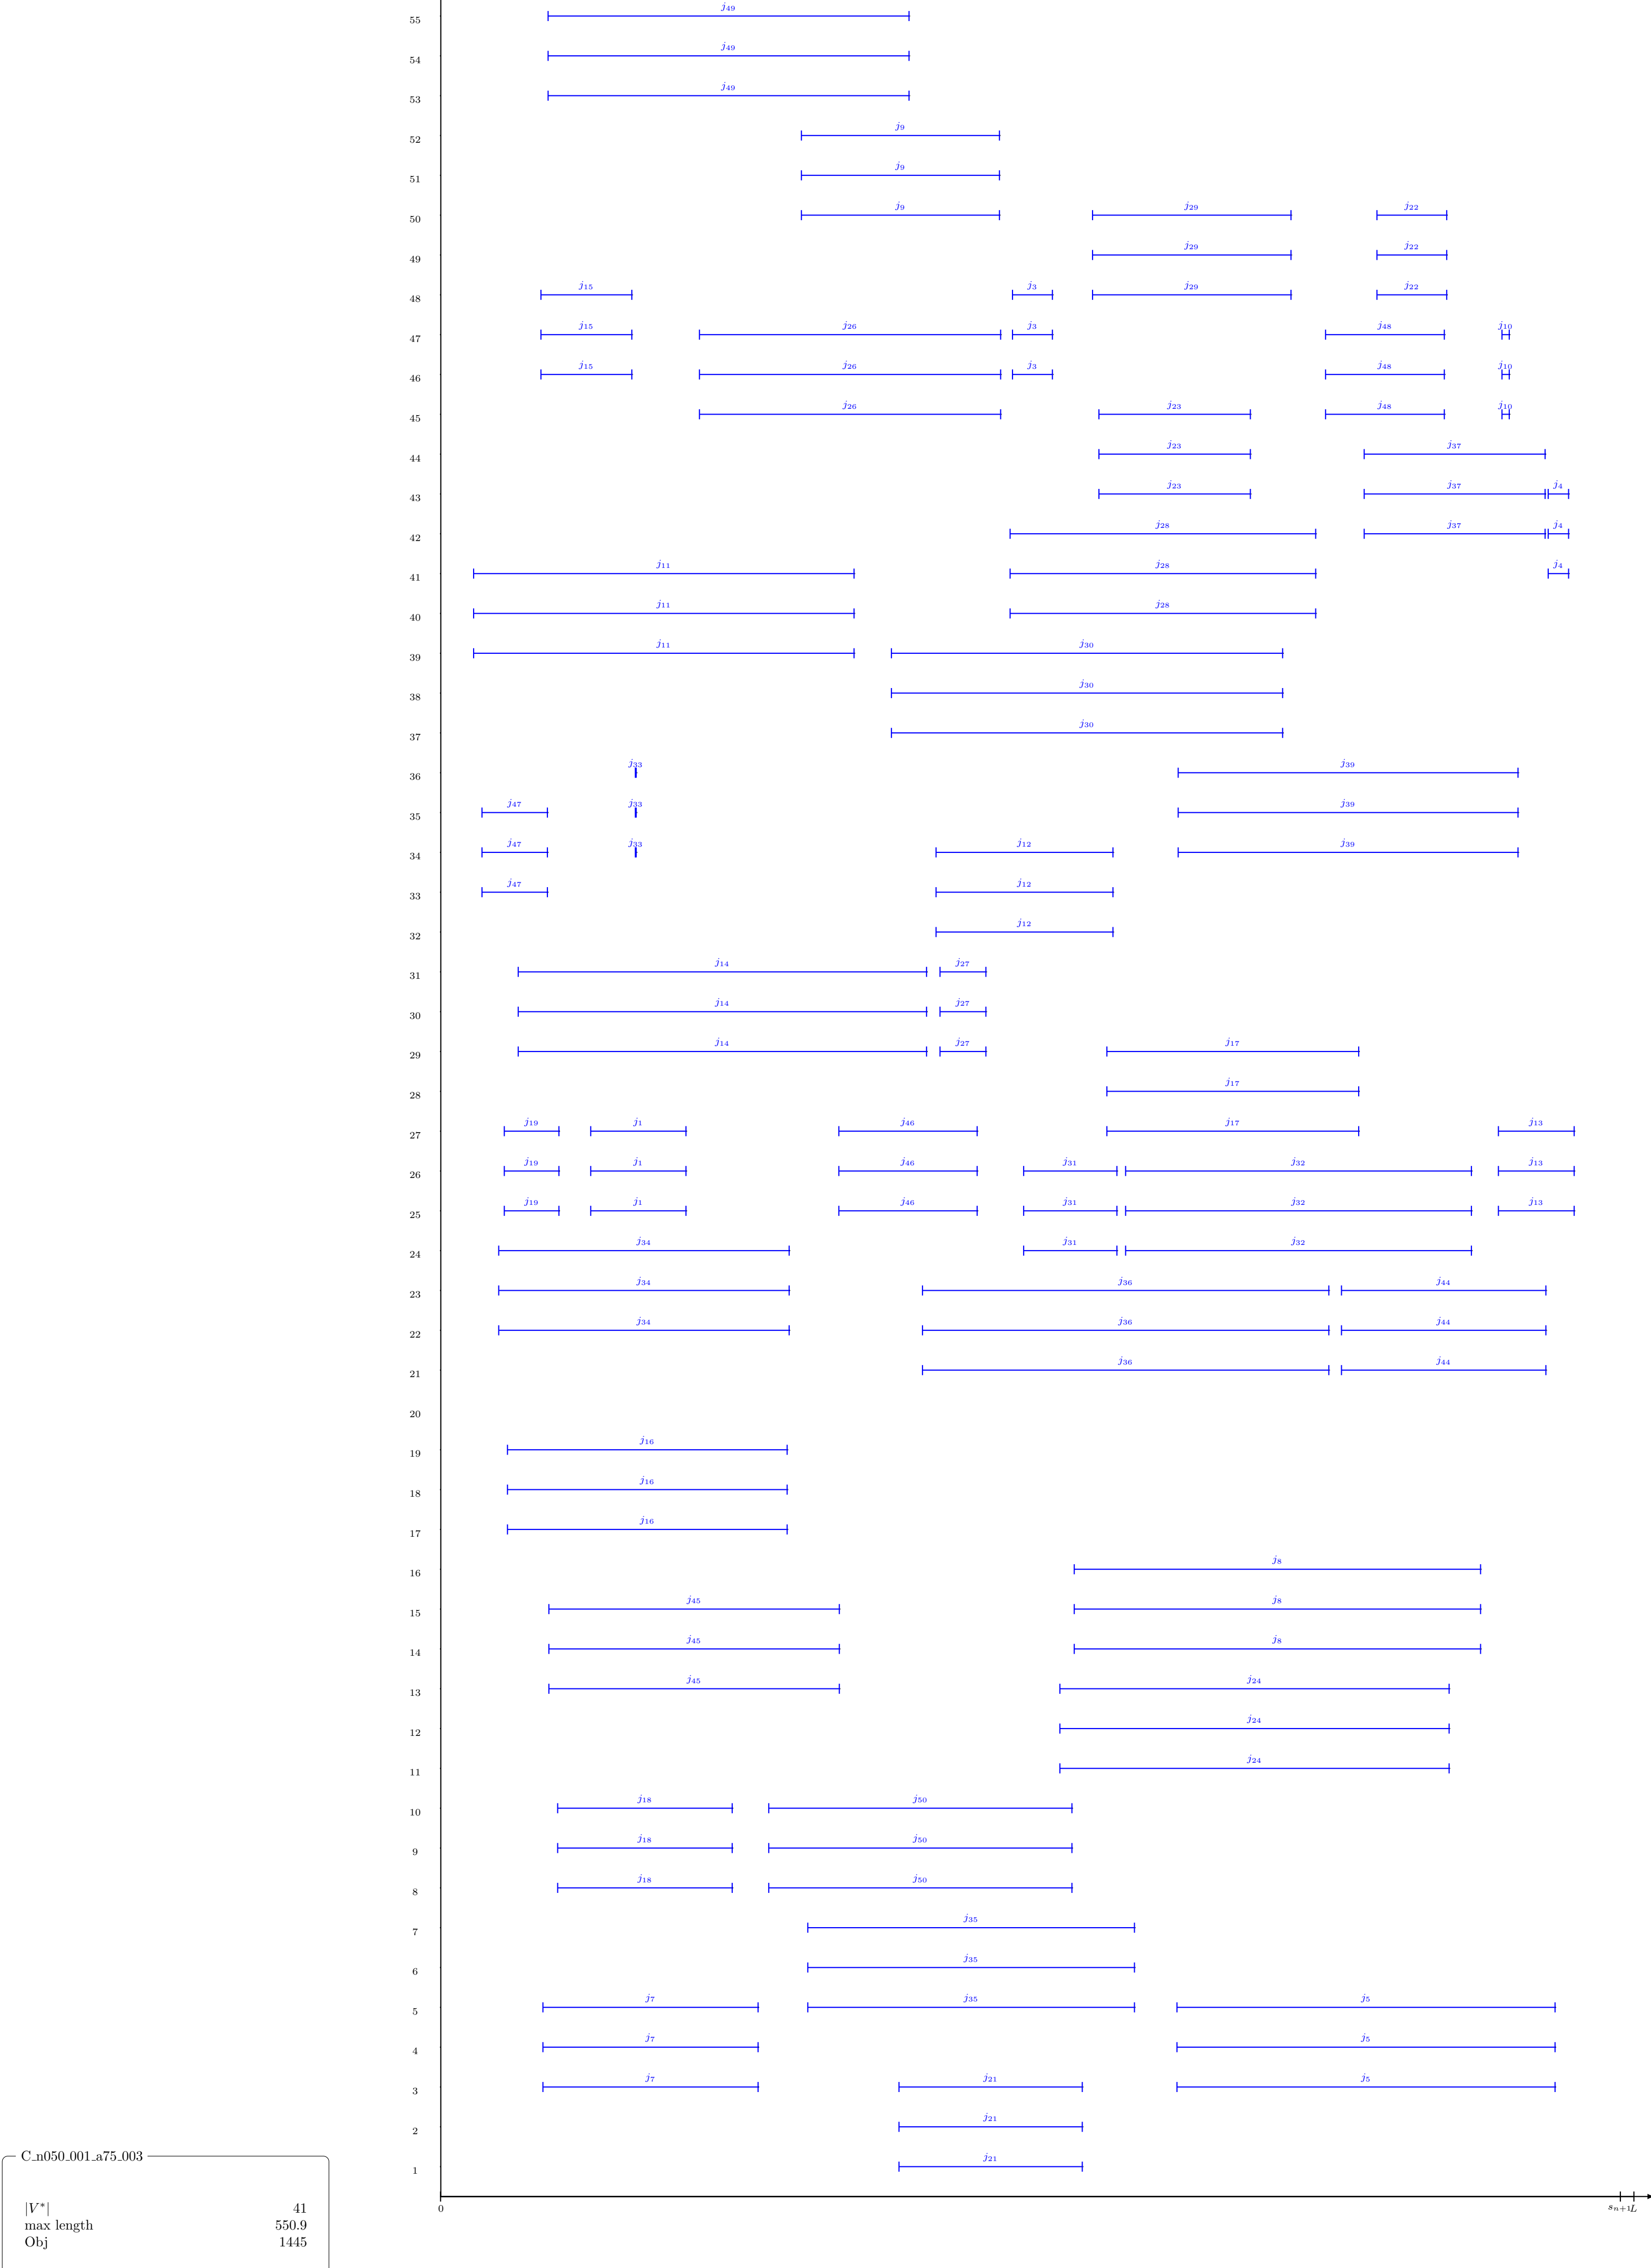 j49
55
j49
54
j49
53
j9
52
j9
51
j9 j29 j22
50
j29 j22
49
j15 j3 j29 j22
48
j15 j26 j3 j48 j10
47
j15 j26 j3 j48 j10
46
j26 j23 j48 j10
45
j23 j37
44
j23 j37 j4
43
j28 j37 j4
42
j11 j28 j4
41
j11 j28
40
j11 j30
39
j30
38
j30
37
j33 j39
36
j47 j33 j39
35
j47 j33 j12 j39
34
j47 j12
33
j12
32
j14 j27
31
j14 j27
30
j14 j27 j17
29
j17
28
j19 j1 j46 j17 j13
27
j19 j1 j46 j31 j32 j13
26
j19 j1 j46 j31 j32 j13
25
j34 j31 j32
24
j34 j36 j44
23
j34 j36 j44
22
j36 j44
21
20
j16
19
j16
18
j16
17
j8
16
j45 j8
15
j45 j8
14
j45 j24
13
j24
12
j24
11
j18 j50
10
j18 j50
9
j18 j50
8
j35
7
j35
6
j7 j35 j5
5
j7 j5
4
j7 j21 j5
3
j21
2
j21
1
0 sn+1 L
C_n050_001_a75_003
|V*| 41
max length 550.9
Obj 1445